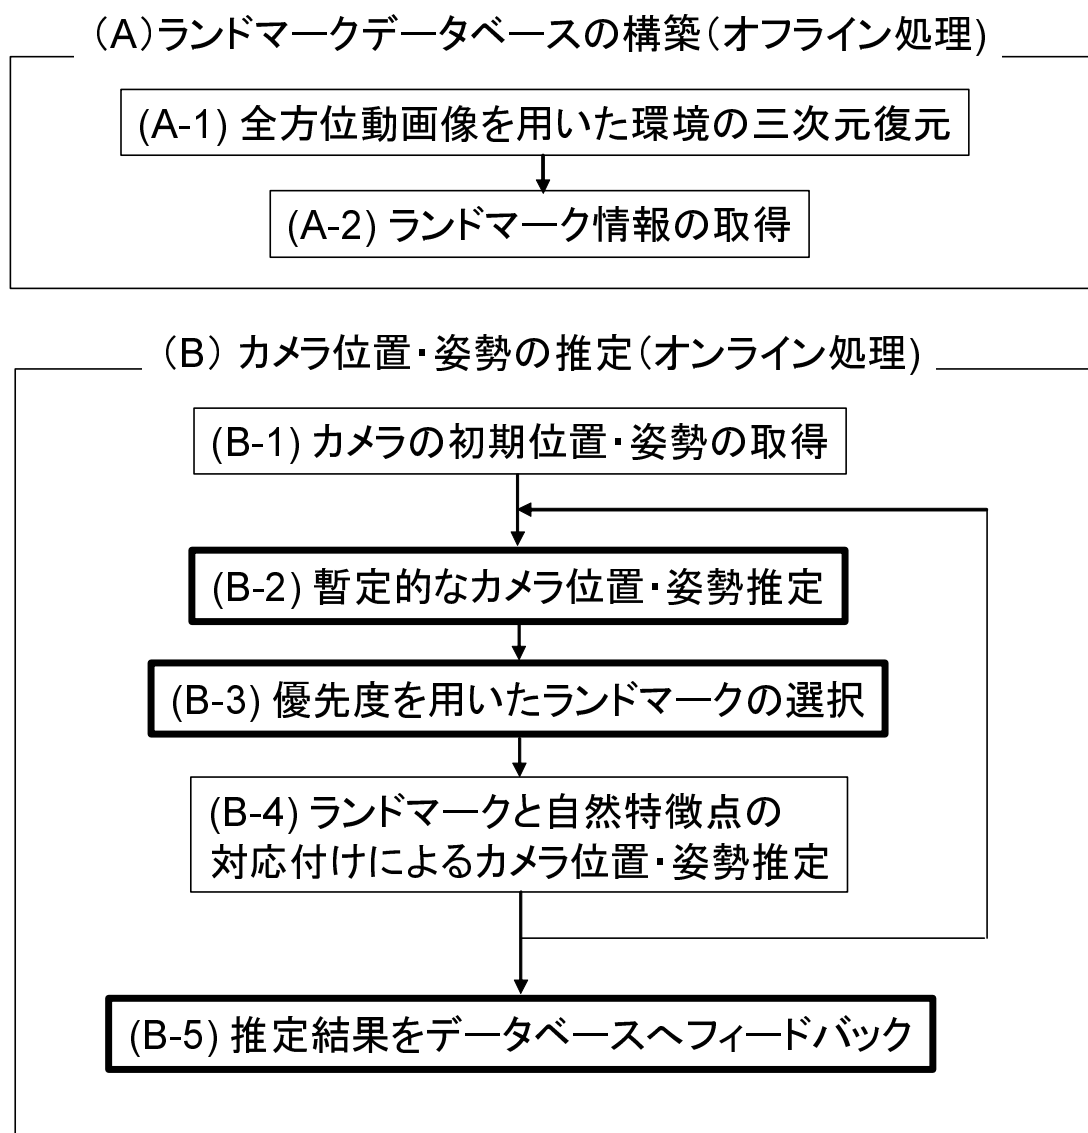 (A)ランドマークデータベースの構築(オフライン処理)
(A-1) 全方位動画像を用いた環境の三次元復元
(A-2) ランドマーク情報の取得
(B) カメラ位置・姿勢の推定(オンライン処理)
(B-1) カメラの初期位置・姿勢の取得
(B-2) 暫定的なカメラ位置・姿勢推定
(B-3) 優先度を用いたランドマークの選択
(B-4) ランドマークと自然特徴点の
対応付けによるカメラ位置・姿勢推定
(B-5) 推定結果をデータベースへフィードバック